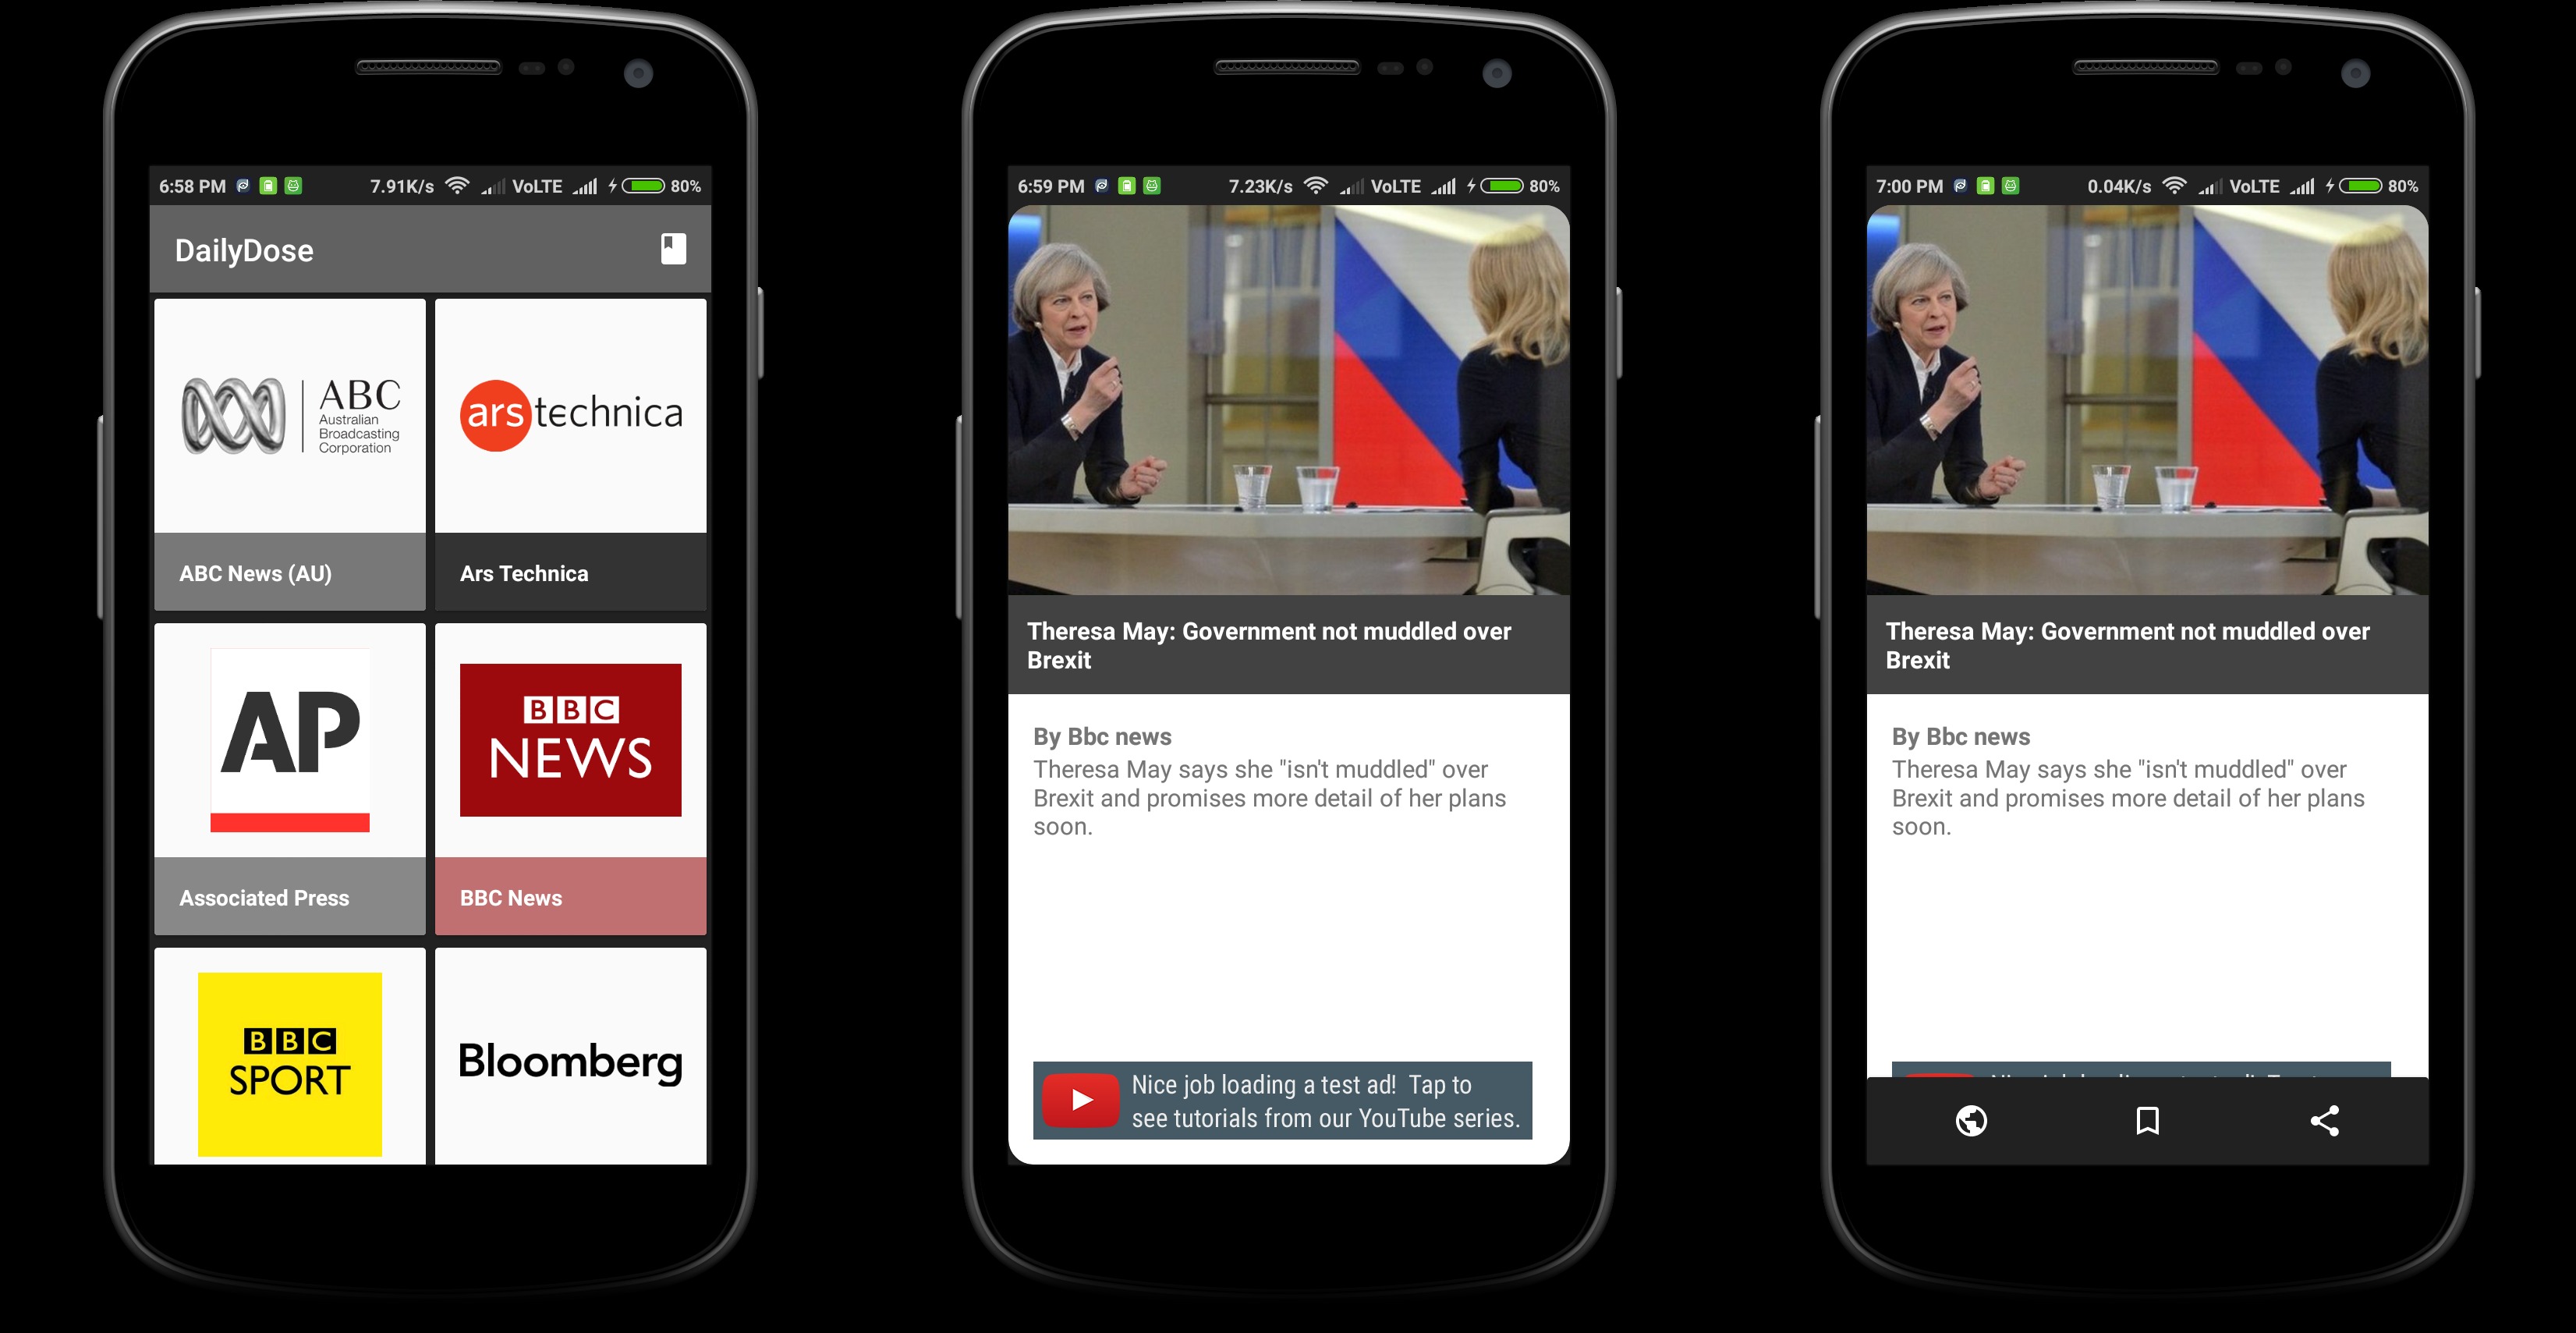 6:58 PM 7.91K/s VoLTE 80%
DailyDose
ABC
Australian
Broadcasting
Corporation
ars technica
ABC News (AU)
Ars Technica
AP
BBC
NEWS
Associated Press
BBC News
BBC
SPORT
Bloomberg
6:59 PM 7.23K/s VoLTE 80%
Theresa May: Government not muddled over
Brexit
By Bbc news
Theresa May says she "isn't muddled" over
Brexit and promises more detail of her plans
soon.
Nice job loading a test ad! Tap to
see tutorials from our YouTube series.
7:00 PM 0.04K/s VoLTE 80%
Theresa May: Government not muddled over
Brexit
By Bbc news
Theresa May says she "isn't muddled" over
Brexit and promises more detail of her plans
soon.